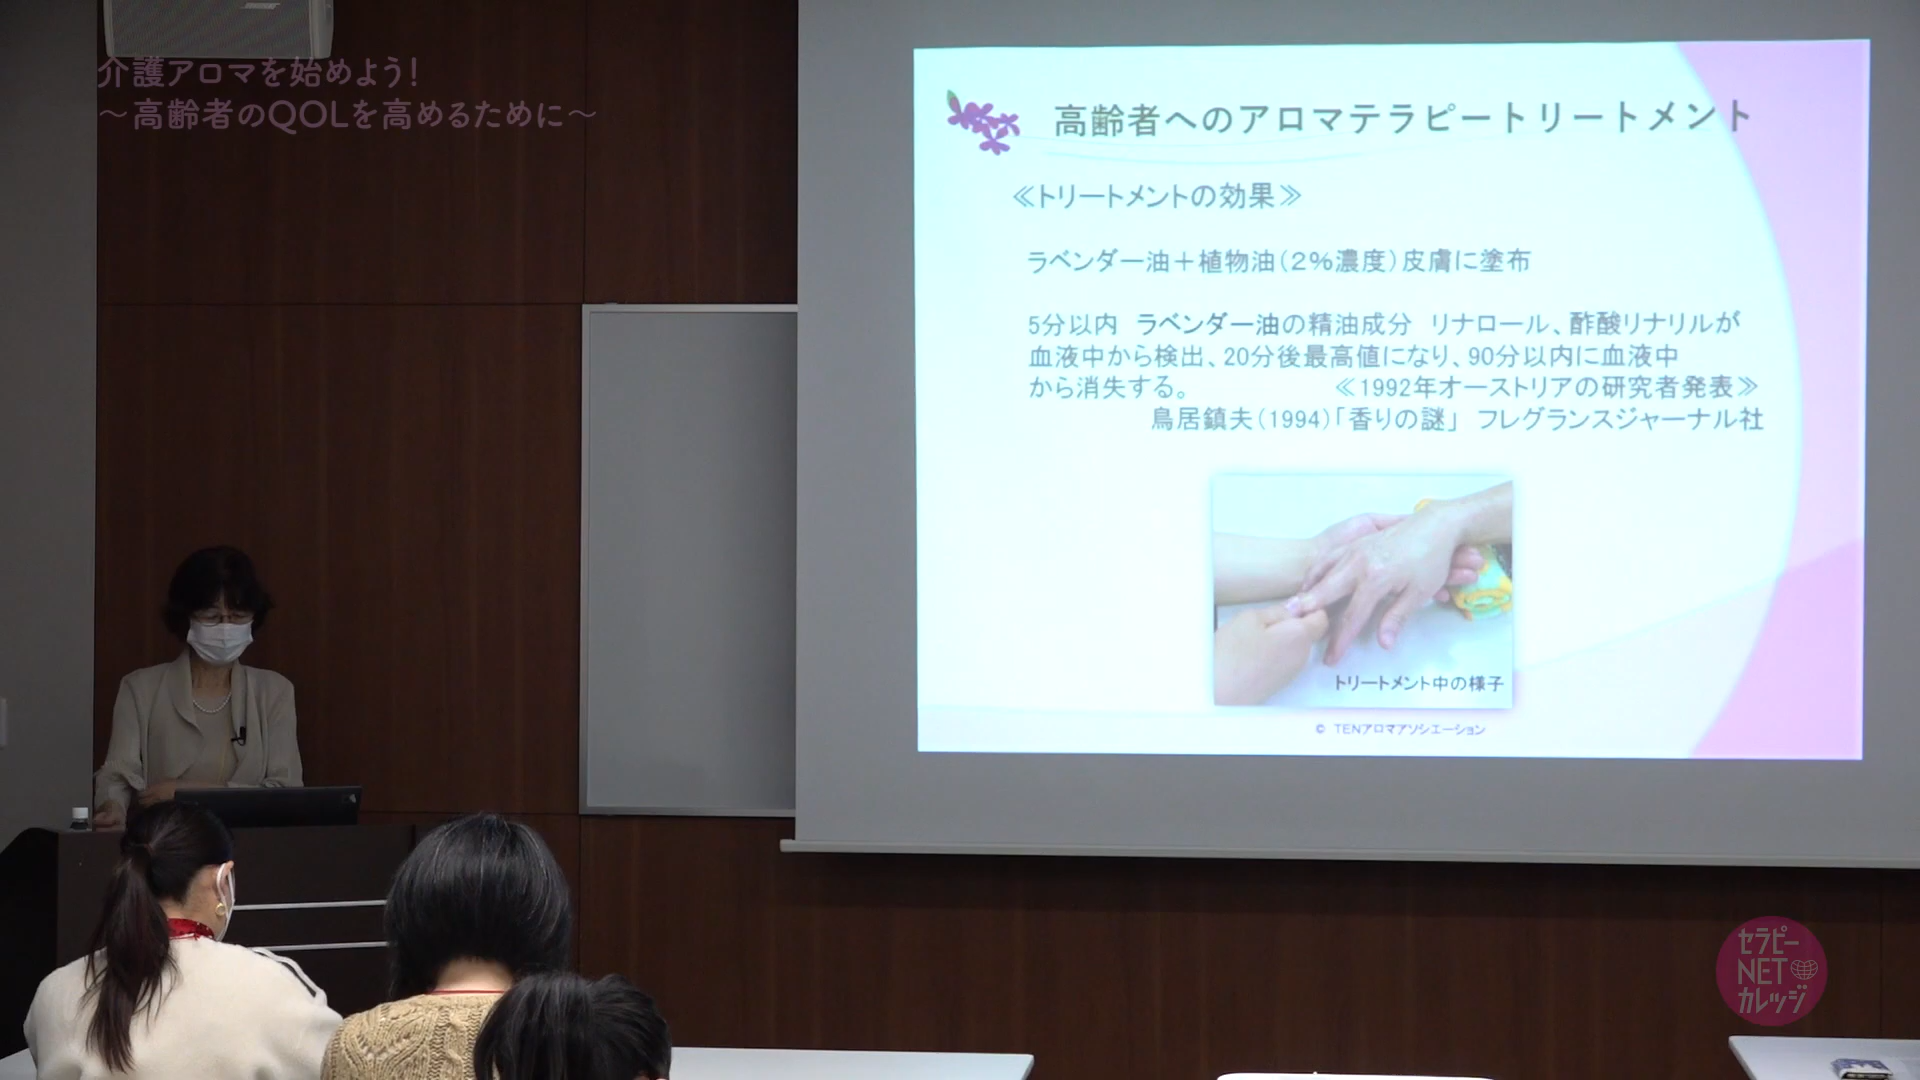 介護アロマを始めよう!
～高齢者のQOLを高めるために～
高齢者へのアロマテラピートリートメント
≪トリートメントの効果≫
ラベンダー油＋植物油(2%濃度)皮膚に塗布
5分以内　ラベンダー油の精油成分　リナロール、酢酸リナリルが
血液中から検出、20分後最高値になり、90分以内に血液中
から消失する。　≪1992年オーストリアの研究者発表≫
鳥居鎮夫(1994)「香りの謎」　フレグランスジャーナル社
トリートメント中の様子
© TENアロマアソシエーション
セラピー
NET
カレッジ